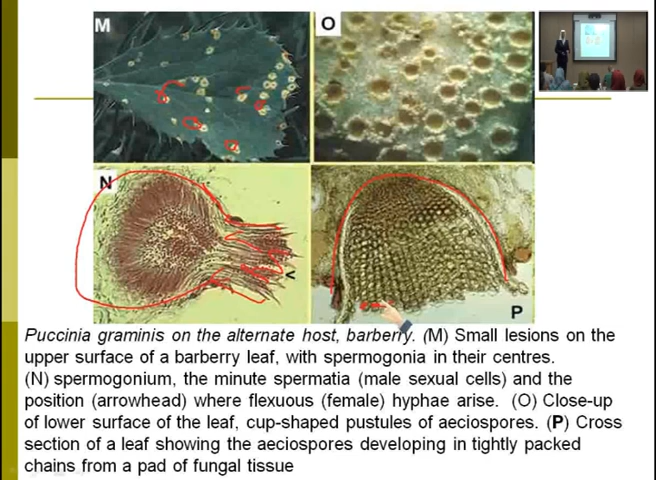 M
O
N
V
P
Puccinia graminis on the alternate host, barberry. (M) Small lesions on the
upper surface of a barberry leaf, with spermogonia in their centres.
(N) spermogonium, the minute spermatia (male sexual cells) and the
position (arrowhead) where flexuous (female) hyphae arise. (O) Close-up
of lower surface of the leaf, cup-shaped pustules of aeciospores. (P) Cross
section of a leaf showing the aeciospores developing in tightly packed
chains from a pad of fungal tissue